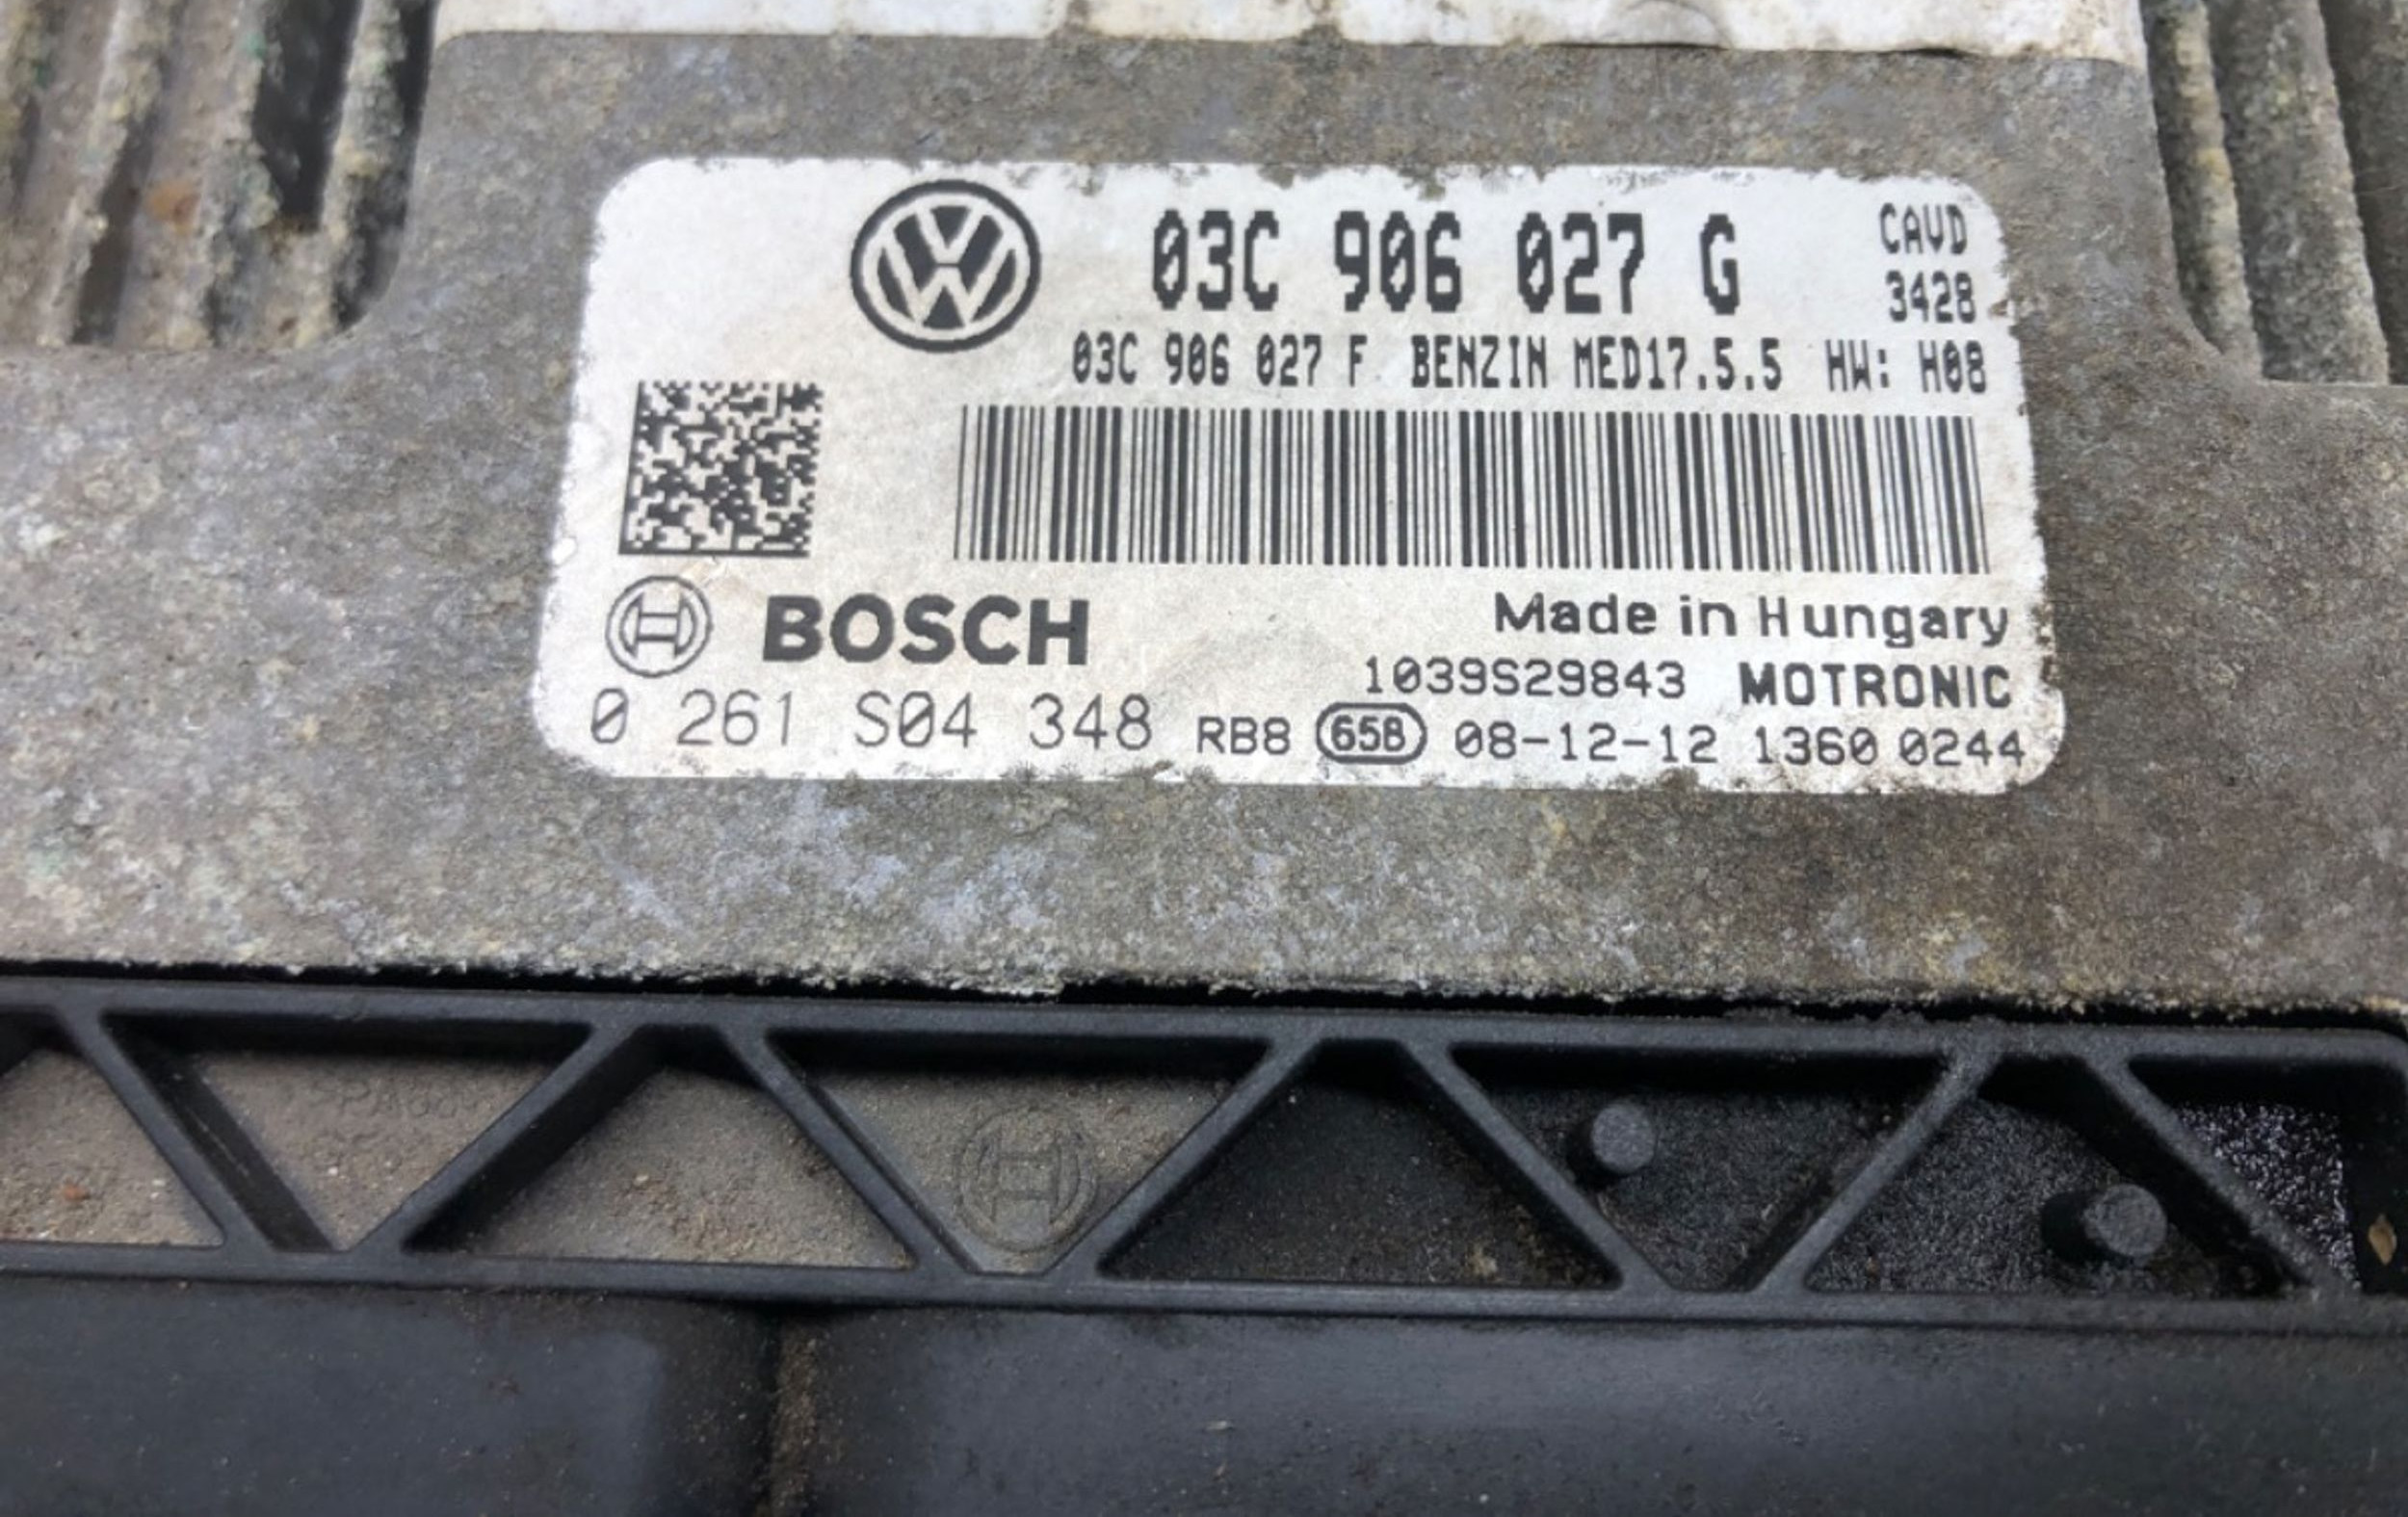 03C 906 027 G
CAVD
3428
03C 906 027 F BENZIN MED17.5.5 HW: H08
BOSCH
Made in Hungary
1039S29843 MOTRONIC
0 261 S04 348 RB8 65B 08-12-12 1360 0244